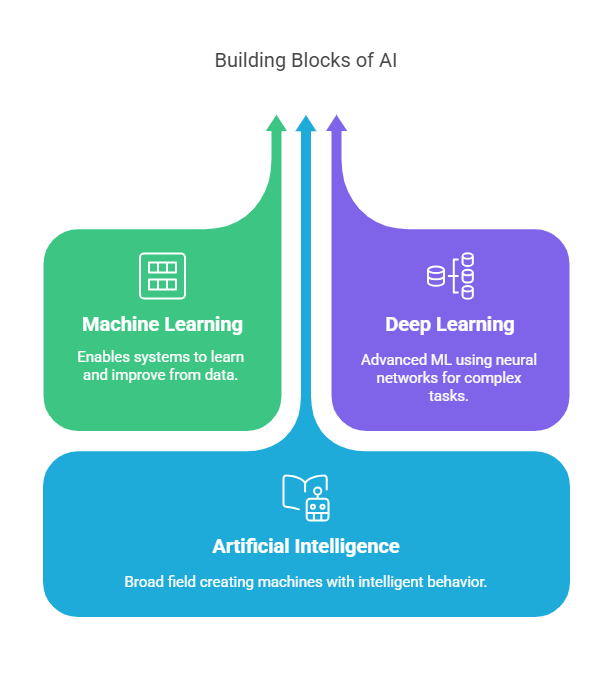 Building Blocks of AI
Machine Learning
Enables systems to learn
and improve from data.
Deep Learning
Advanced ML using neural
networks for complex
tasks.
Artificial Intelligence
Broad field creating machines with intelligent behavior.